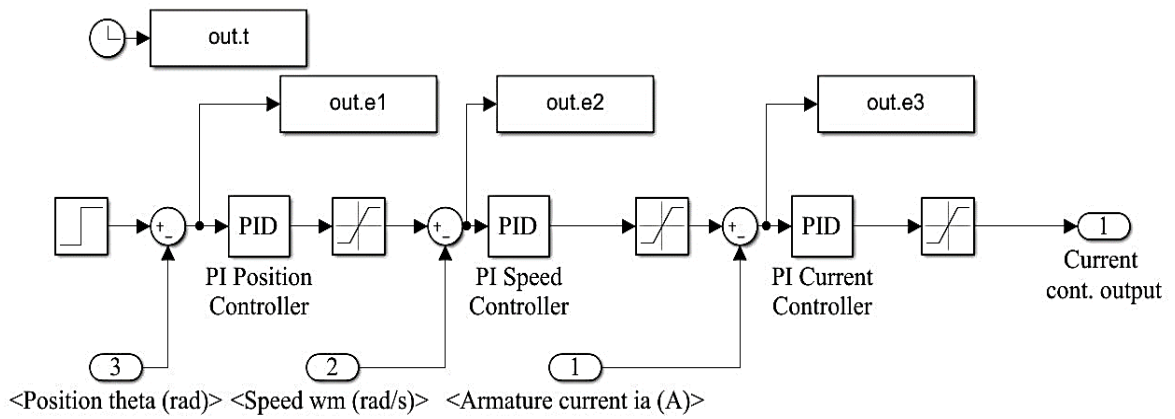 out.t
out.e1
out.e2
out.e3
PID
PID
PID
PI Position
Controller
PI Speed
Controller
PI Current
Controller
1
Current
cont. output
3
<Position theta (rad)>
2
<Speed wm (rad/s)>
1
<Armature current ia (A)>